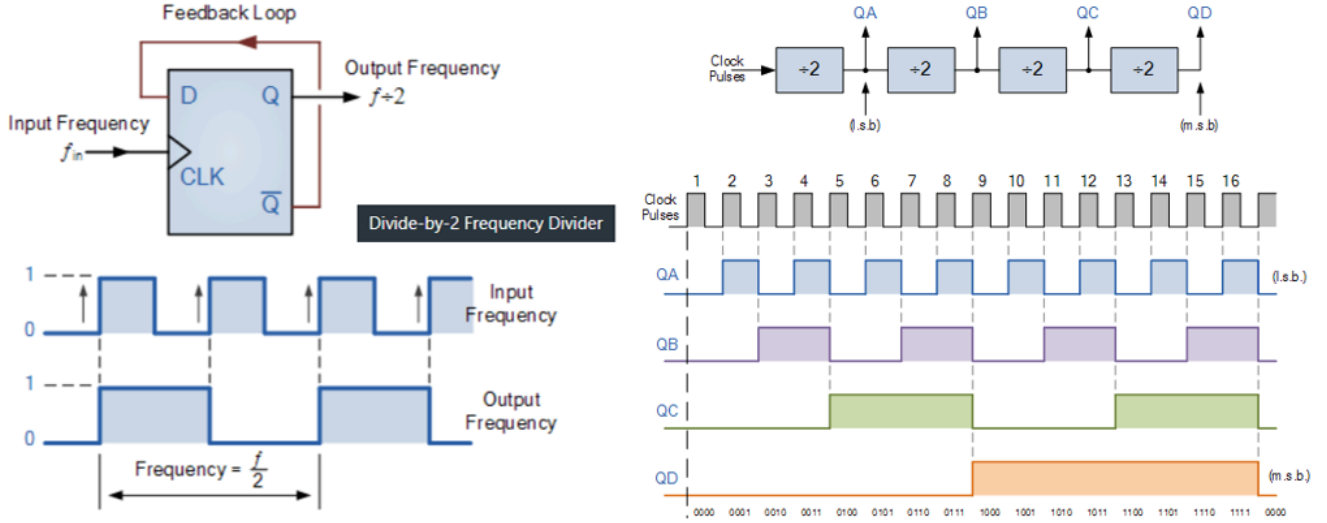 Feedback Loop
D
Q
Output Frequency
f÷2
Input Frequency
fin
CLK
Q̅
Divide-by-2 Frequency Divider
1
0
Input
Frequency
1
0
Output
Frequency
Frequency = f/2
QA QB QC QD
Clock
Pulses
÷2 ÷2 ÷2 ÷2
(l.s.b) (m.s.b)
1 2 3 4 5 6 7 8 9 10 11 12 13 14 15 16
Clock
Pulses
QA (l.s.b.)
QB
QC
QD (m.s.b.)
0000 0001 0010 0011 0100 0101 0110 0111 1000 1001 1010 1011 1100 1101 1110 1111 0000